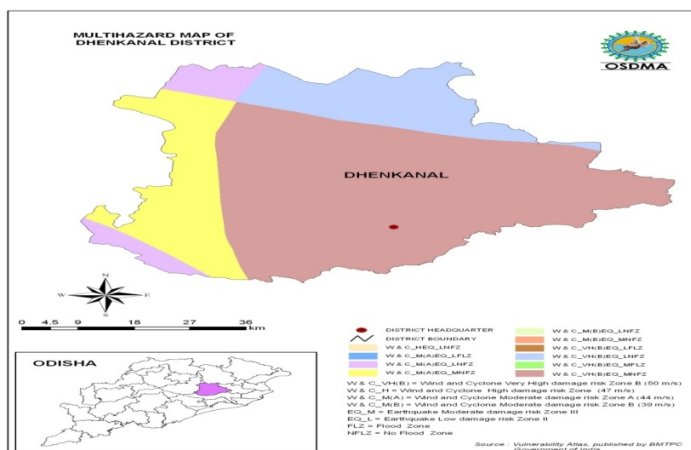 MULTIHAZARD MAP OF
DHENKANAL DISTRICT
OSDMA
DHENKANAL
N
W
E
S
0 4.5 9 18 27 36
km
DISTRICT HEADQUARTER
DISTRICT BOUNDARY
W & C_HEQ_LNFZ
W & C_M(A)EQ_LFLZ
W & C_M(A)EQ_LNFZ
W & C_M(A)EQ_MNFZ
W & C_M(B)EQ_LNFZ
W & C_M(B)EQ_MNFZ
W & C_VH(B)EQ_LFLZ
W & C_VH(B)EQ_LNFZ
W & C_VH(B)EQ_MFLZ
W & C_VH(B)EQ_MNFZ
W & C_VH(B) = Wind and Cyclone Very High damage risk Zone B (50 m/s)
W & C_H = Wind and cyclone High damage risk Zone (47 m/s)
W & C_M(A) = Wind and Cyclone Moderate damage risk Zone A (44 m/s)
W & C_M(B) = Wind and Cyclone Moderate damage risk Zone B (39 m/s)
EQ_M = Earthquake Moderate damage risk Zone III
EQ_L = Earthquake Low damage risk Zone II
FLZ = Flood Zone
NFLZ = No Flood Zone
Source : Vulnerability Atlas, published by BMTPC
Government of India
ODISHA